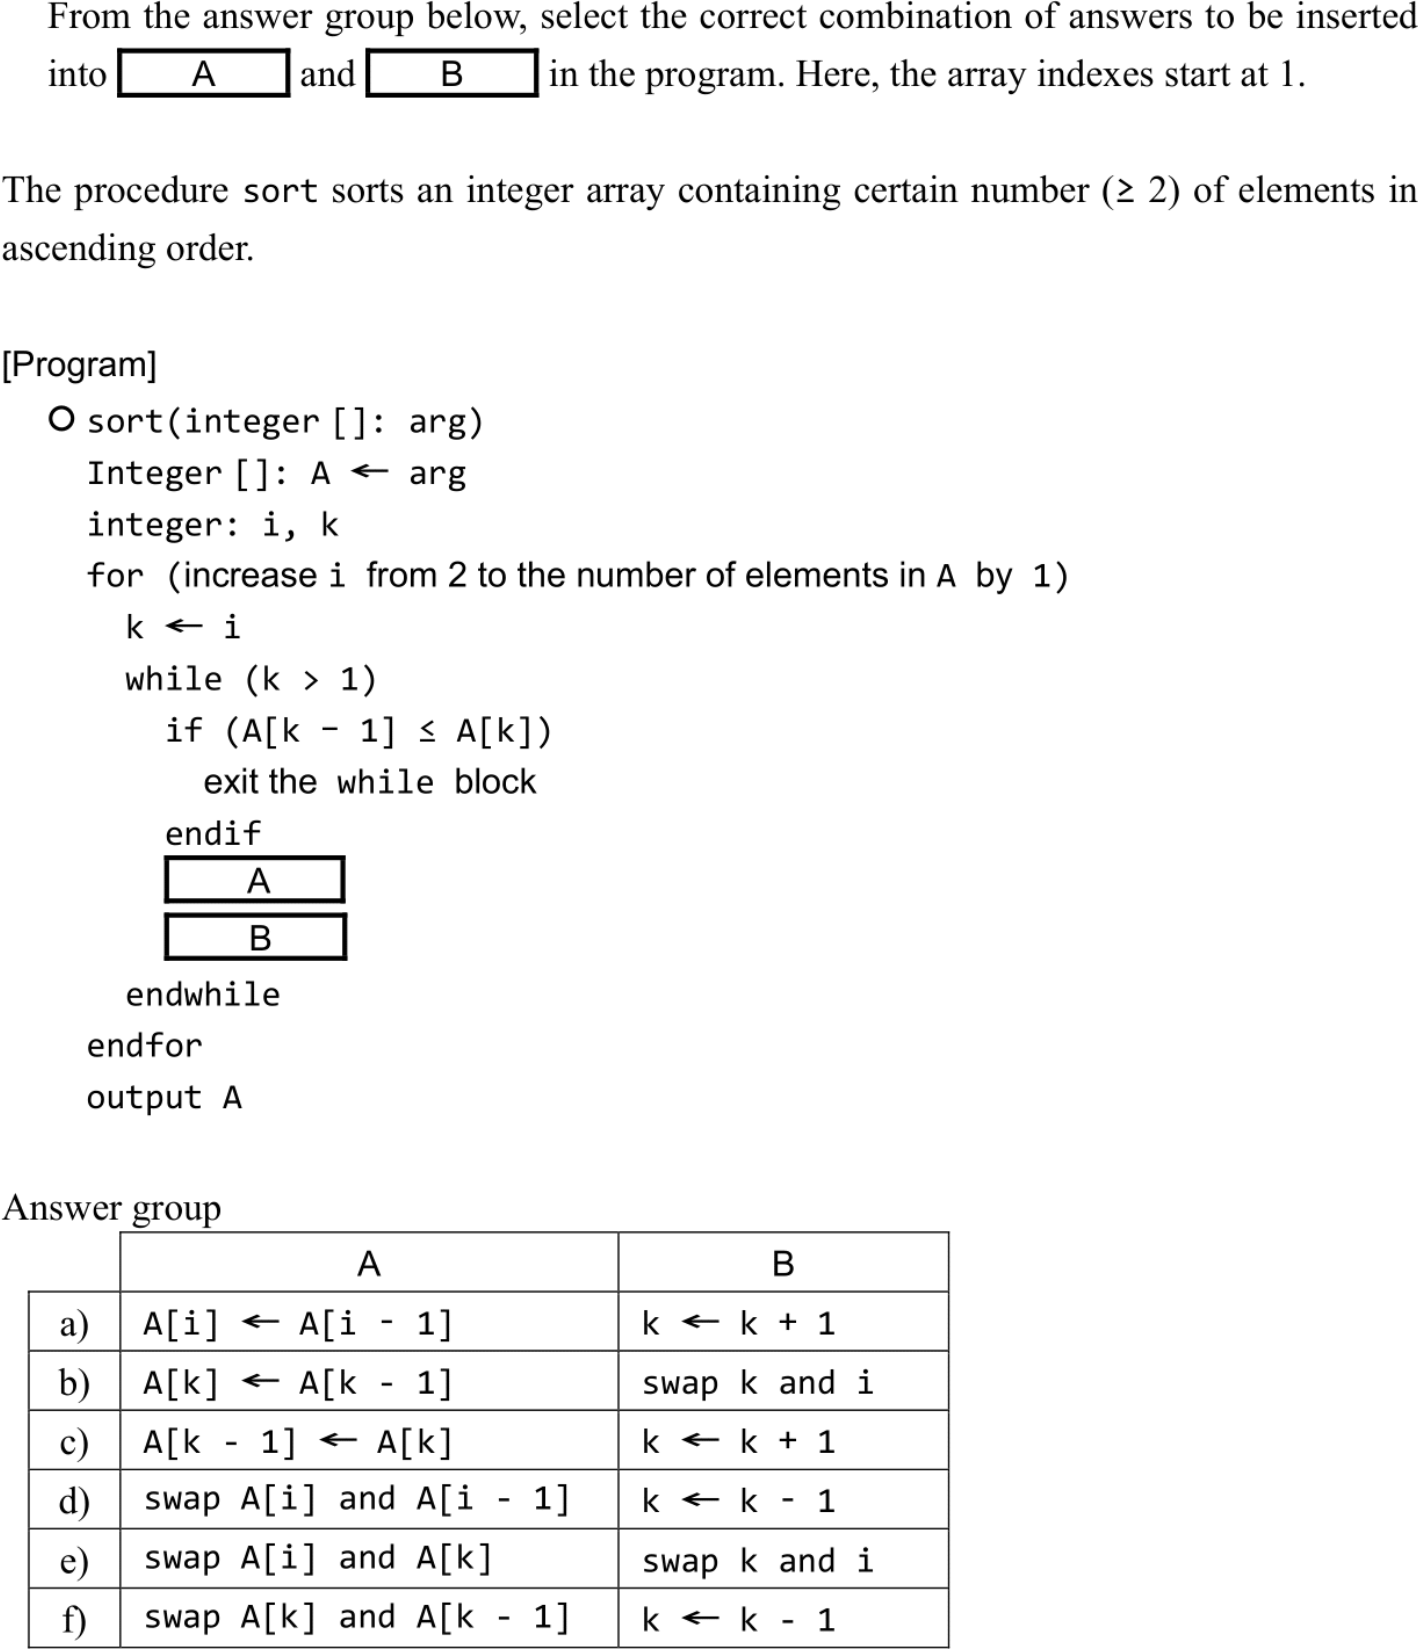 From the answer group below, select the correct combination of answers to be inserted
into A and B in the program. Here, the array indexes start at 1.
The procedure sort sorts an integer array containing certain number (≥ 2) of elements in
ascending order.
[Program]
○ sort(integer []: arg)
Integer []: A ← arg
integer: i, k
for (increase i from 2 to the number of elements in A by 1)
k ← i
while (k > 1)
if (A[k − 1] ≤ A[k])
exit the while block
endif
A
B
endwhile
endfor
output A
Answer group
A B
a) A[i] ← A[i - 1] k ← k + 1
b) A[k] ← A[k - 1] swap k and i
c) A[k - 1] ← A[k] k ← k + 1
d) swap A[i] and A[i - 1] k ← k - 1
e) swap A[i] and A[k] swap k and i
f) swap A[k] and A[k - 1] k ← k - 1